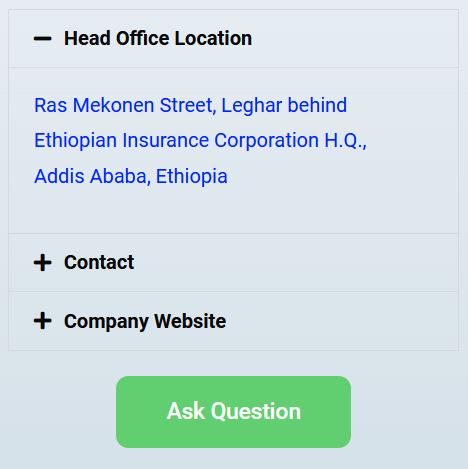 Head Office Location
Ras Mekonen Street, Leghar behind
Ethiopian Insurance Corporation H.Q.,
Addis Ababa, Ethiopia
Contact
Company Website
Ask Question